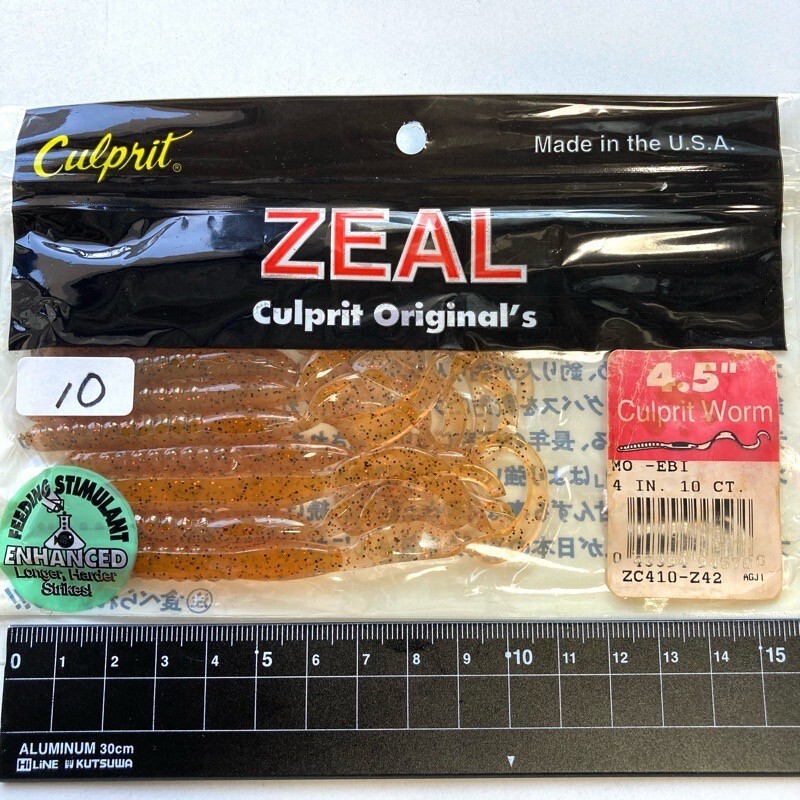 Culprit®
Made in the U.S.A.
ZEAL
Culprit Original's
10
FEEDING STIMULANT
ENHANCED
Longer, Harder
Strikes!
4.5"
Culprit Worm
MO -EBI
4 IN. 10 CT.
ZC410-Z42 AGJI
0 1 2 3 4 5 6 7 8 9 10 11 12 13 14 15
ALUMINUM 30cm
HiLiNE KUTSUWA